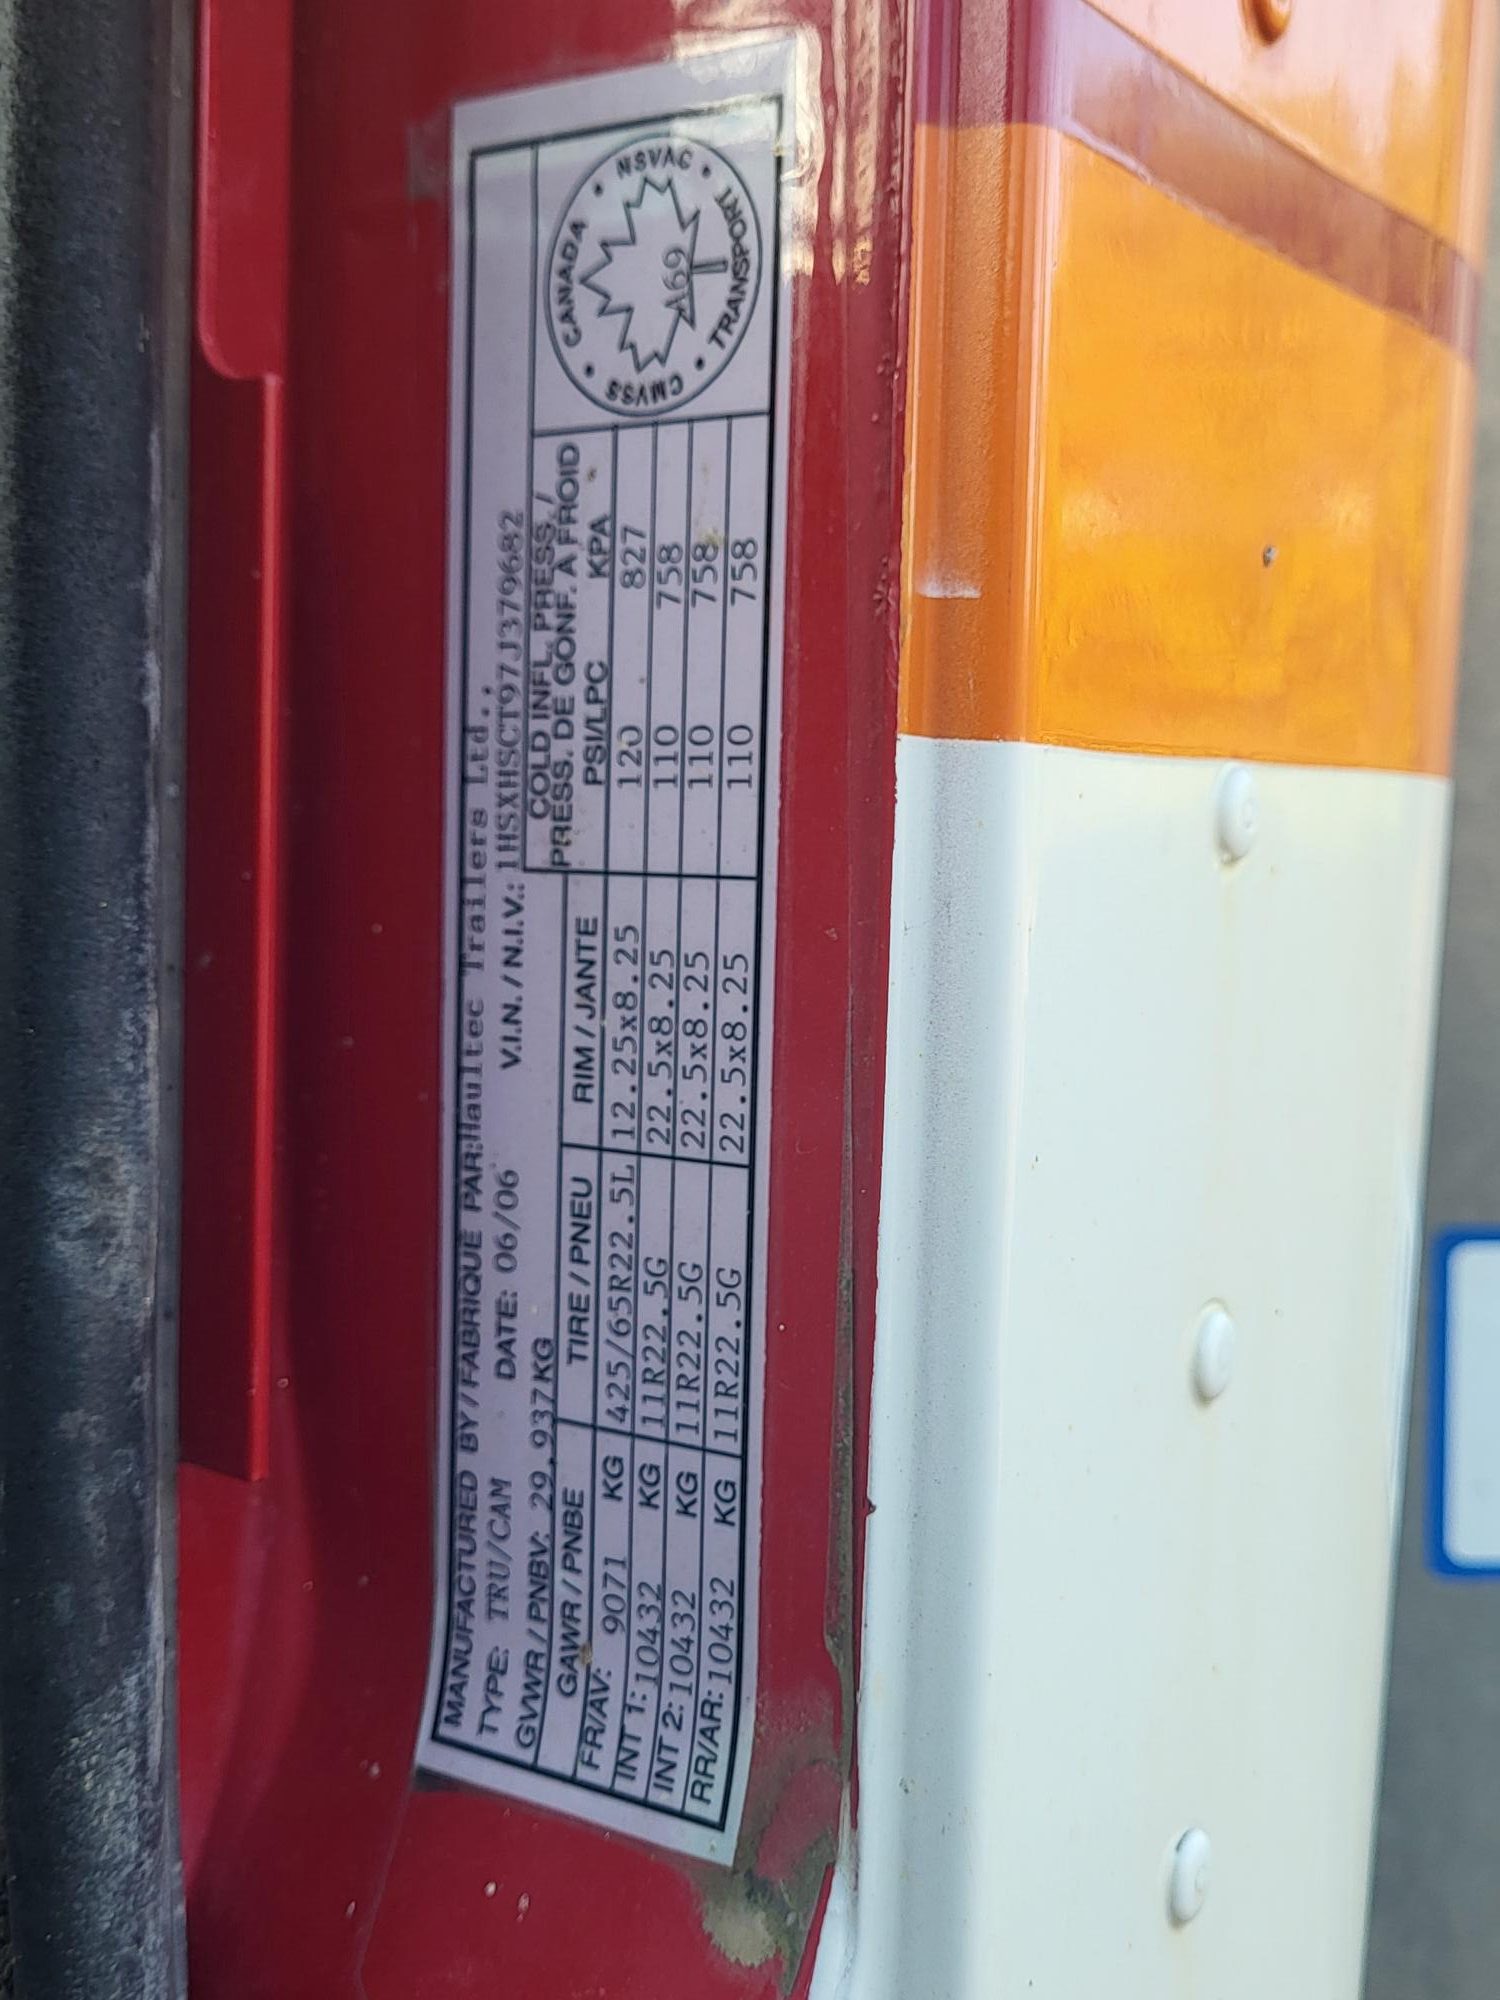 MANUFACTURED BY / FABRIQUÉ PAR: Haultec Trailers Ltd.,
TYPE: TRU/CAM DATE: 06/06 V.I.N. / N.I.V.: 1HSXHSCT97J379682
GVWR / PNBV: 29,937KG
COLD INFL. PRESS. /
PRESS. DE GONF. A FROID
GAWR / PNBE TIRE / PNEU RIM / JANTE PSI/LPC KPA
FR/AV: 9071 KG 425/65R22.5L 12.25x8.25 120 827
INT 1: 10432 KG 11R22.5G 22.5x8.25 110 758
INT 2: 10432 KG 11R22.5G 22.5x8.25 110 758
RR/AR: 10432 KG 11R22.5G 22.5x8.25 110 758
CANADA • NSVAC • TRANSPORT • CMVSS •
A69